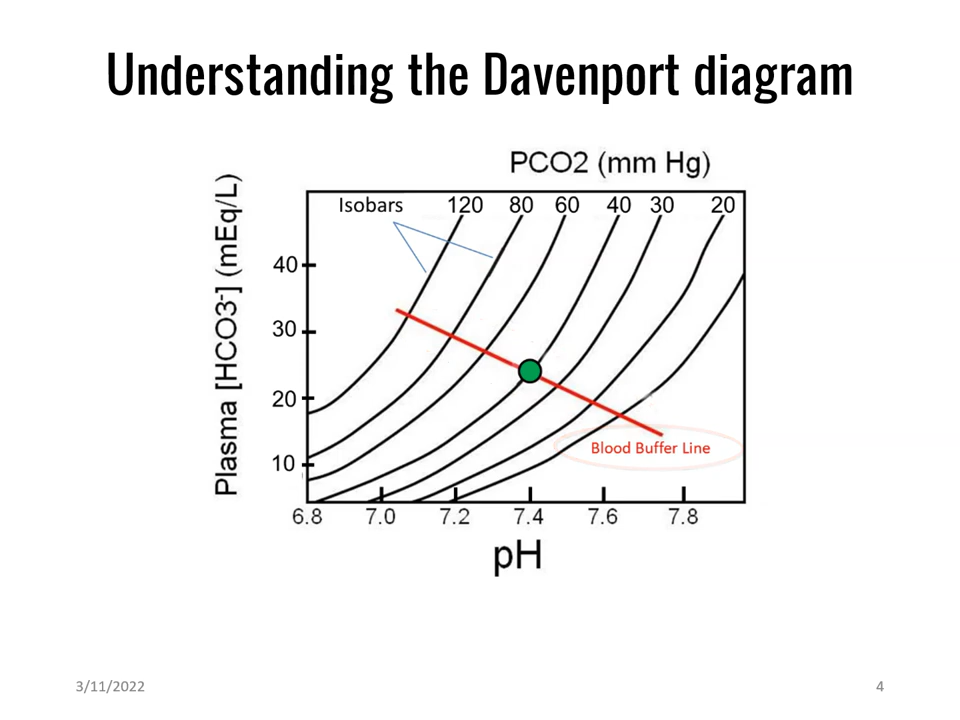 Understanding the Davenport diagram
PCO2 (mm Hg)
Isobars 120 80 60 40 30 20
Plasma [HCO3-] (mEq/L)
40
30
20
10
Blood Buffer Line
6.8 7.0 7.2 7.4 7.6 7.8
pH
3/11/2022 4